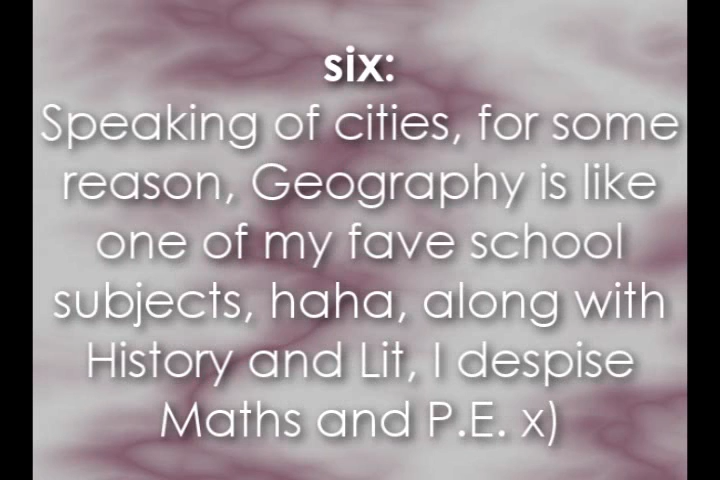 six:
Speaking of cities, for some
reason, Geography is like
one of my fave school
subjects, haha, along with
History and Lit, I despise
Maths and P.E. x)